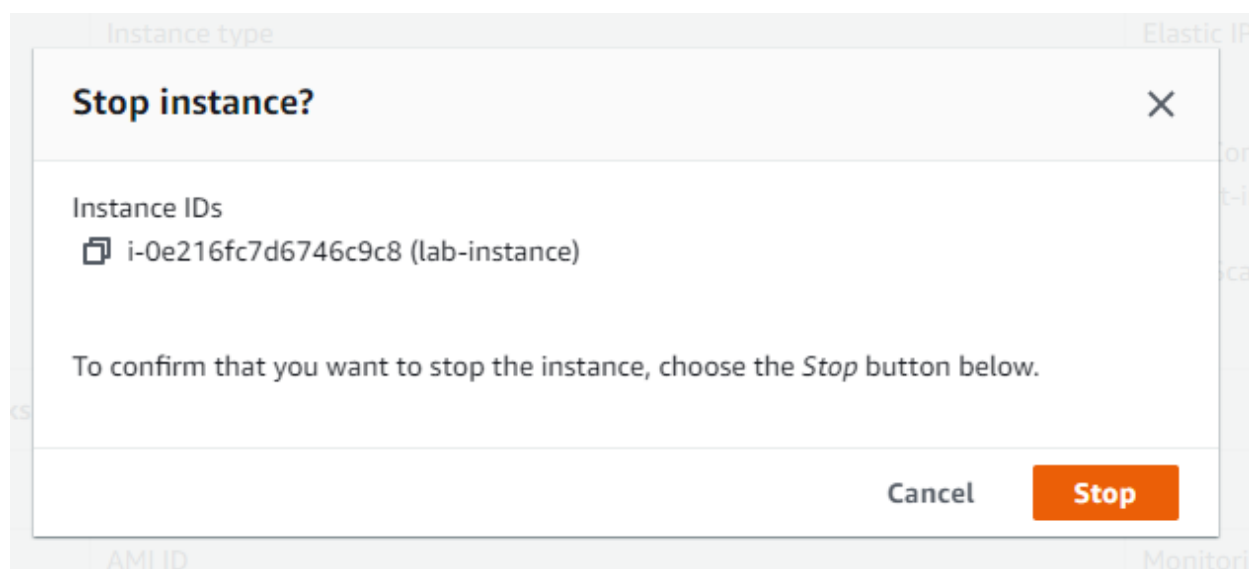 Instance type
Elastic IP
Stop instance?
Instance IDs
i-0e216fc7d6746c9c8 (lab-instance)
To confirm that you want to stop the instance, choose the Stop button below.
Cancel Stop
AMI ID
Monitori